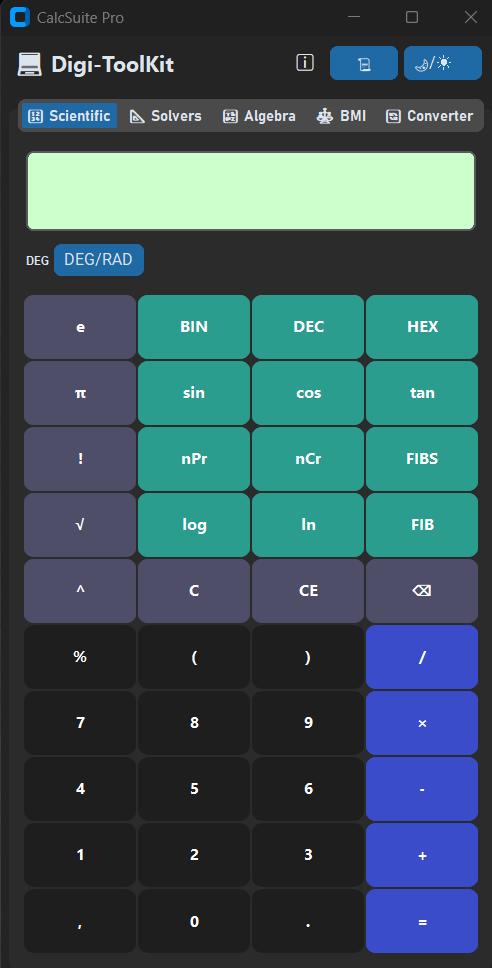 CalcSuite Pro
Digi-ToolKit
Scientific Solvers Algebra BMI Converter
DEG DEG/RAD
e BIN DEC HEX
π sin cos tan
! nPr nCr FIBS
√ log ln FIB
^ C CE ⌫
% ( ) /
7 8 9 ×
4 5 6 -
1 2 3 +
, 0 . =